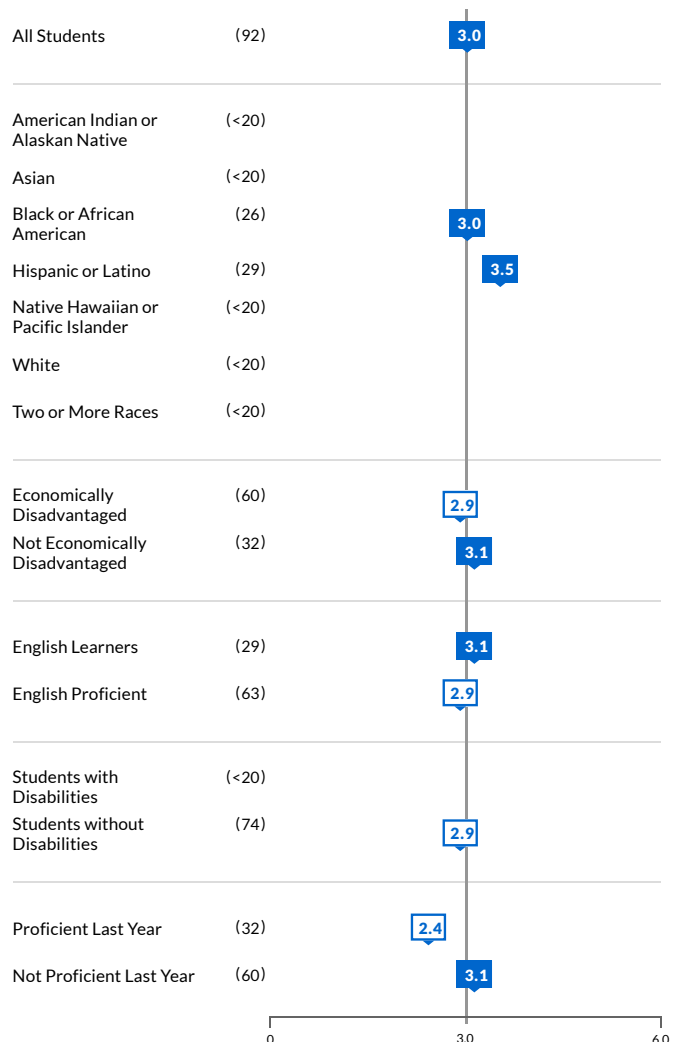 All Students (92) 3.0
American Indian or
Alaskan Native (<20)
Asian (<20)
Black or African
American (26) 3.0
Hispanic or Latino (29) 3.5
Native Hawaiian or
Pacific Islander (<20)
White (<20)
Two or More Races (<20)
Economically
Disadvantaged (60) 2.9
Not Economically
Disadvantaged (32) 3.1
English Learners (29) 3.1
English Proficient (63) 2.9
Students with
Disabilities (<20)
Students without
Disabilities (74) 2.9
Proficient Last Year (32) 2.4
Not Proficient Last Year (60) 3.1
0 3.0 6.0